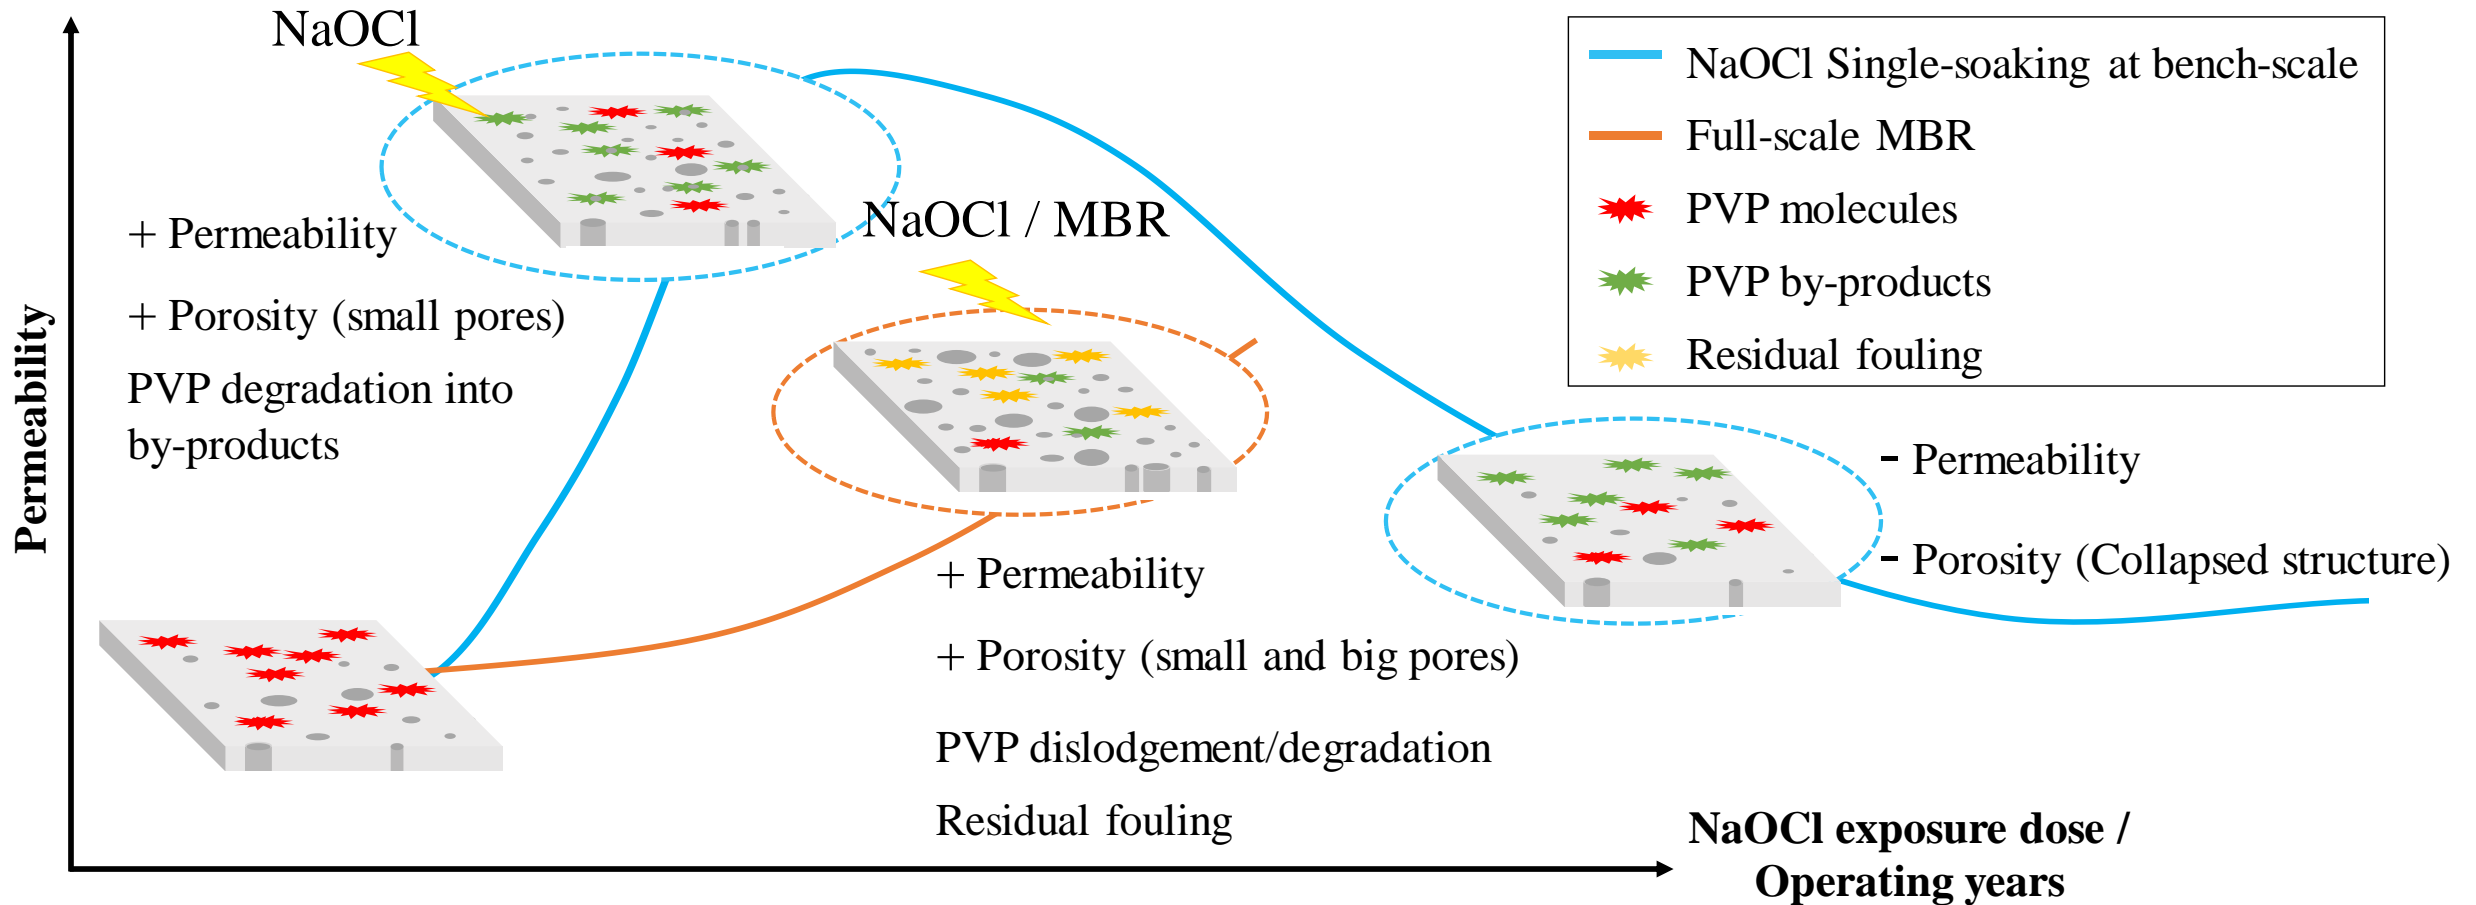 NaOCl
+ Permeability
+ Porosity (small pores)
PVP degradation into
by-products
NaOCl / MBR
+ Permeability
+ Porosity (small and big pores)
PVP dislodgement/degradation
Residual fouling
- Permeability
- Porosity (Collapsed structure)
NaOCl Single-soaking at bench-scale
Full-scale MBR
PVP molecules
PVP by-products
Residual fouling
Permeability
NaOCl exposure dose /
Operating years